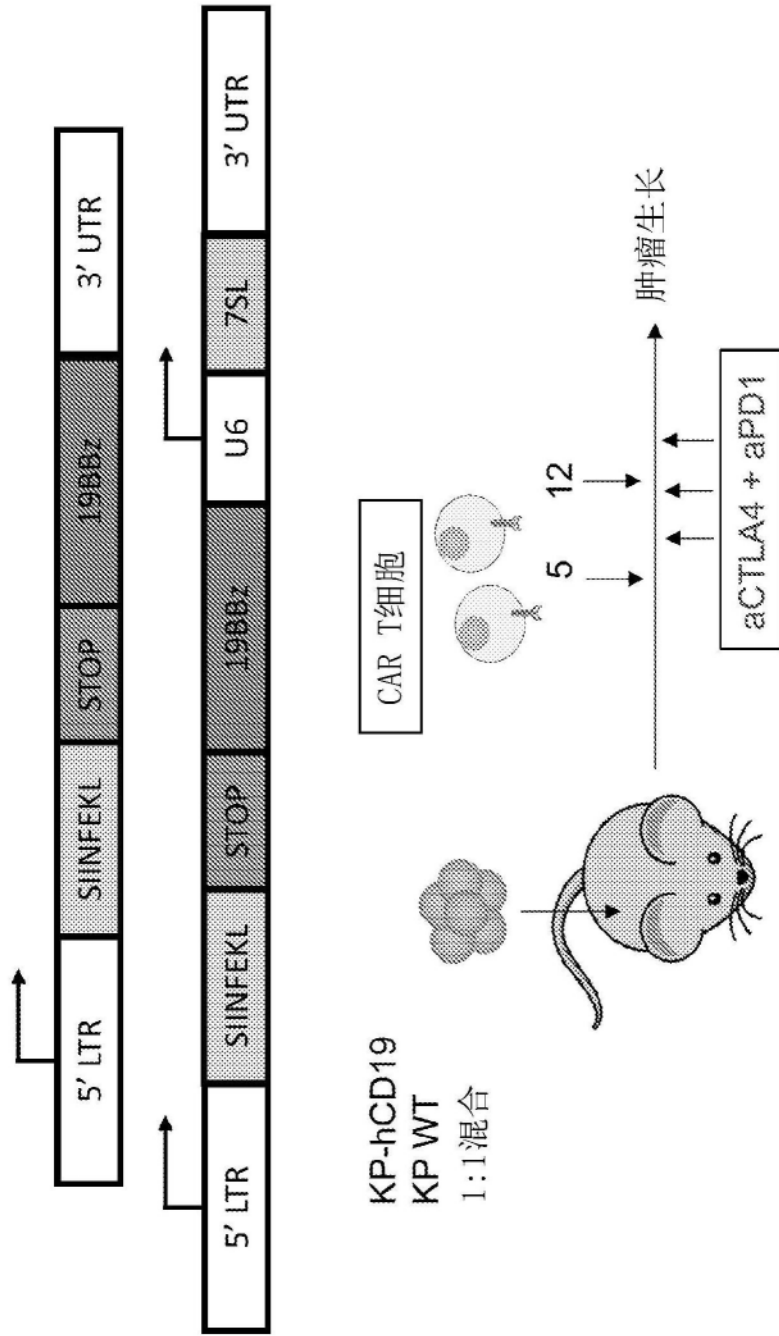 5' LTR SIINFEKL STOP 19BBz 3' UTR
5' LTR SIINFEKL STOP 19BBz U6 7SL 3' UTR
KP-hCD19
KP WT
1:1混合
CAR T细胞
5 12
肿瘤生长
aCTLA4 + aPD1